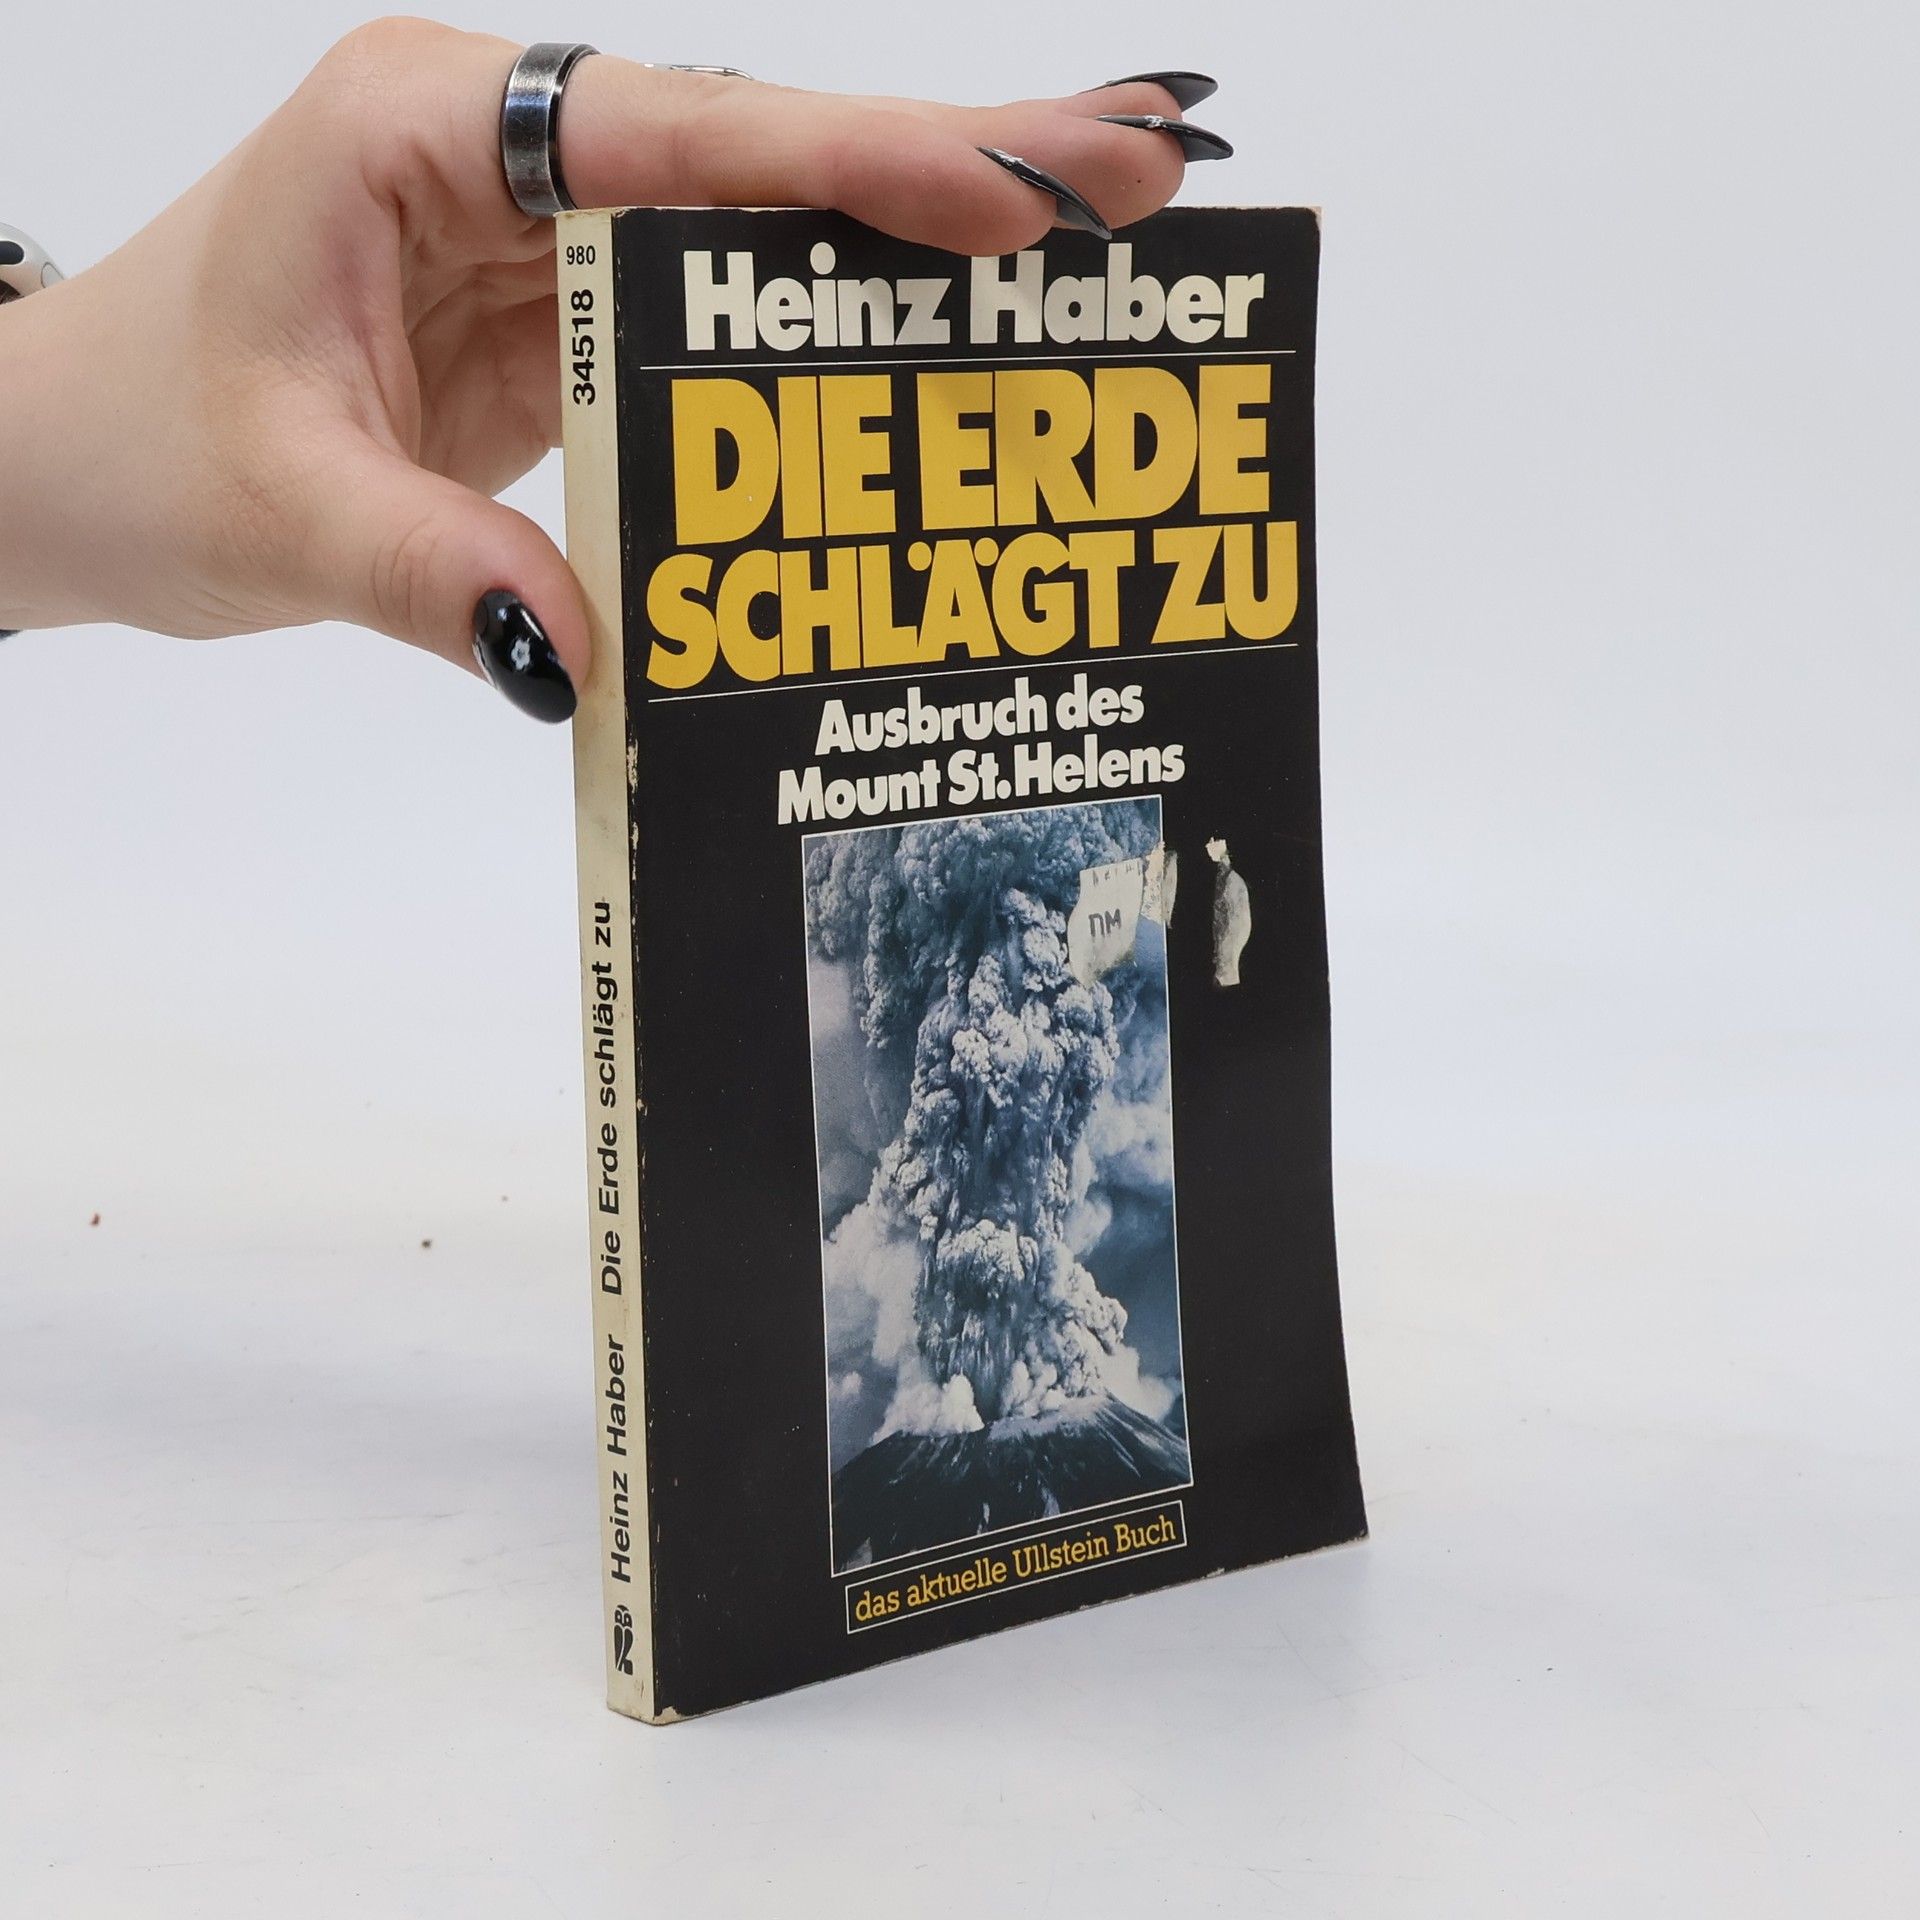 980
34518
Heinz Haber Die Erde schlägt zu
Heinz Haber
DIE ERDE
SCHLÄGT ZU
Ausbruch des
Mount St. Helens
DM
das aktuelle Ullstein Buch